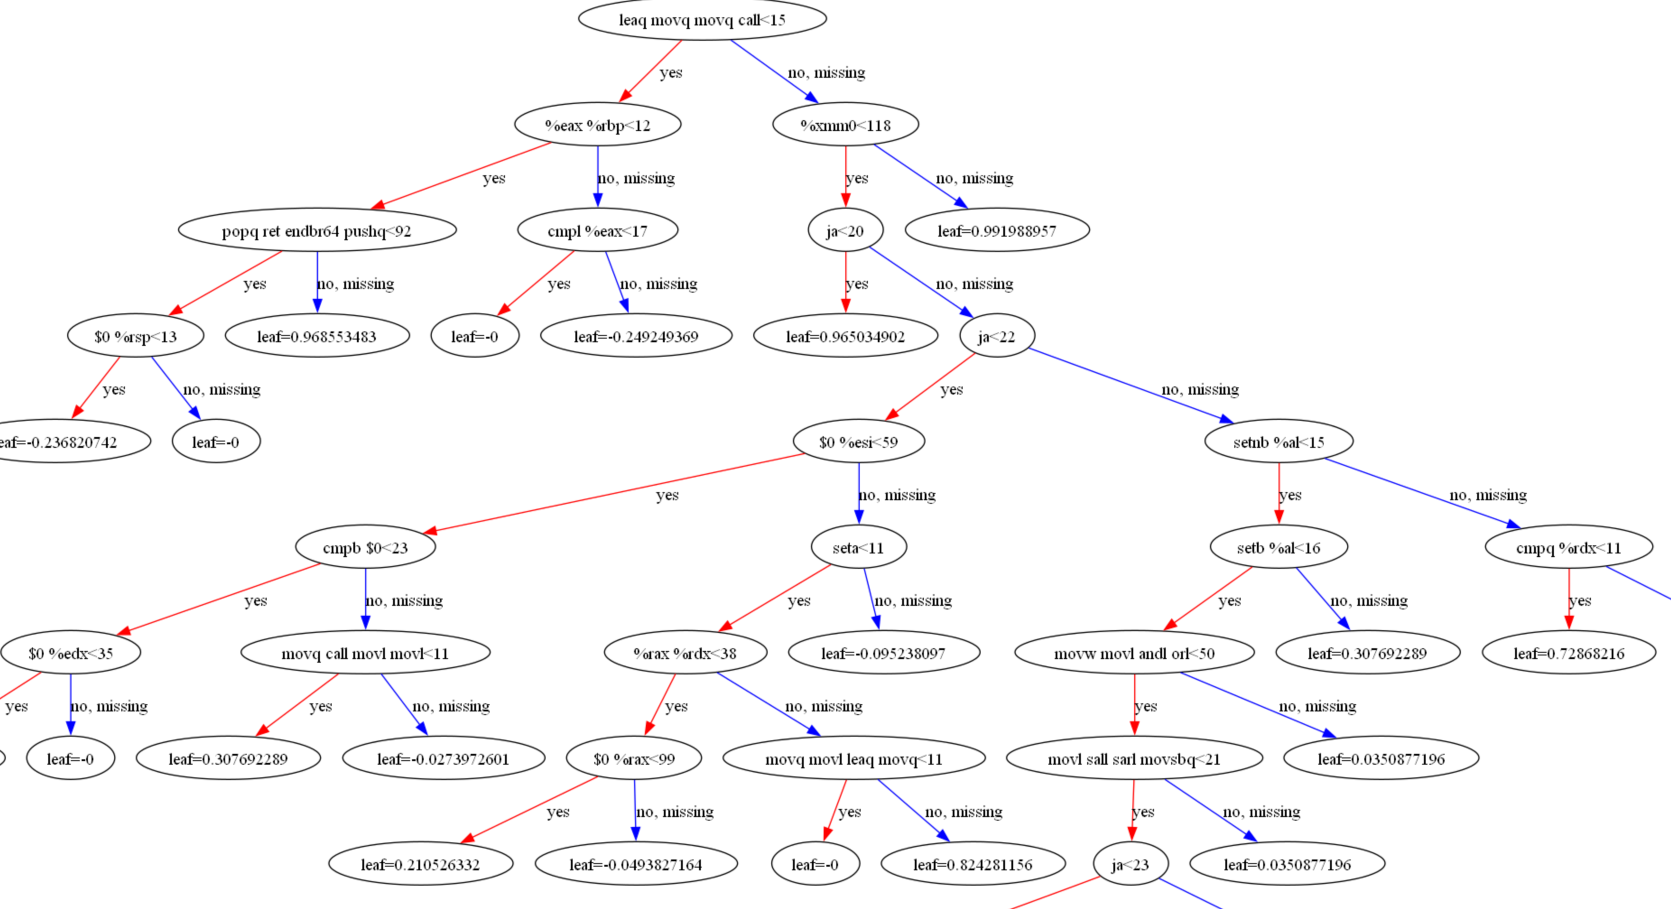 leaq movq movq call<15
yes
no, missing
%eax %rbp<12
%xmm0<118
yes
no, missing
yes
no, missing
popq ret endbr64 pushq<92
cmpl %eax<17
ja<20
leaf=0.991988957
yes
no, missing
yes
no, missing
yes
no, missing
$0 %rsp<13
leaf=0.968553483
leaf=-0
leaf=-0.249249369
leaf=0.965034902
ja<22
yes
no, missing
yes
no, missing
eaf=-0.236820742
leaf=-0
$0 %esi<59
setnb %al<15
yes
no, missing
yes
no, missing
cmpb $0<23
seta<11
setb %al<16
cmpq %rdx<11
yes
no, missing
yes
no, missing
yes
no, missing
yes
$0 %edx<35
movq call movl movl<11
%rax %rdx<38
leaf=-0.095238097
movw movl andl orl<50
leaf=0.307692289
leaf=0.72868216
yes
no, missing
yes
no, missing
yes
no, missing
yes
no, missing
leaf=-0
leaf=0.307692289
leaf=-0.0273972601
$0 %rax<99
movq movl leaq movq<11
movl sall sarl movsbq<21
leaf=0.0350877196
yes
no, missing
yes
no, missing
yes
no, missing
leaf=0.210526332
leaf=-0.0493827164
leaf=-0
leaf=0.824281156
ja<23
leaf=0.0350877196